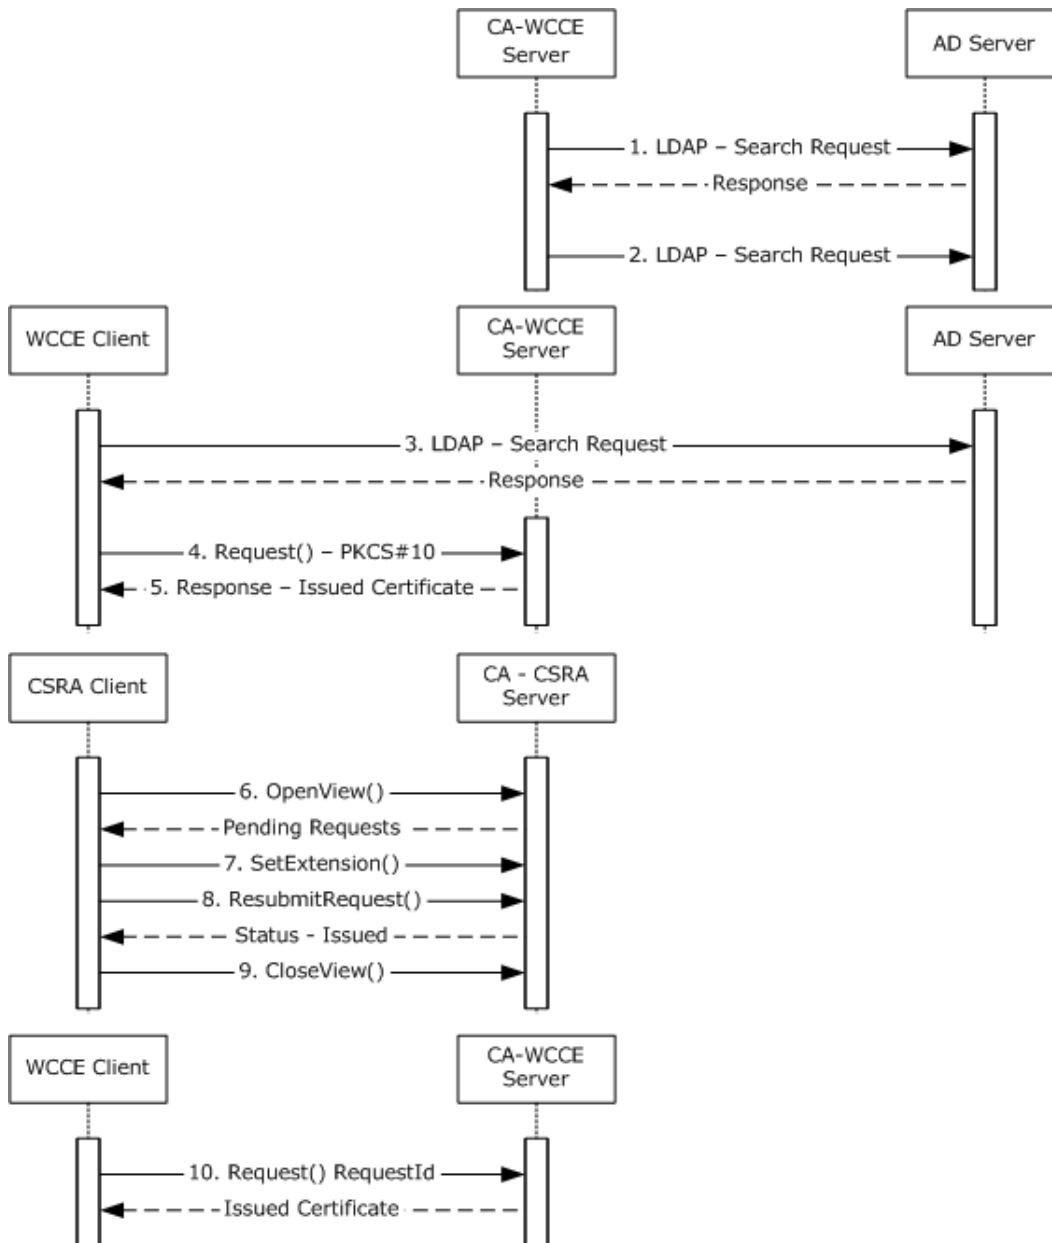 CA-WCCE
Server
AD Server
1. LDAP – Search Request
Response
2. LDAP – Search Request
WCCE Client
CA-WCCE
Server
AD Server
3. LDAP – Search Request
Response
4. Request() – PKCS#10
5. Response – Issued Certificate
CSRA Client
CA - CSRA
Server
6. OpenView()
Pending Requests
7. SetExtension()
8. ResubmitRequest()
Status - Issued
9. CloseView()
WCCE Client
CA-WCCE
Server
10. Request() RequestId
Issued Certificate